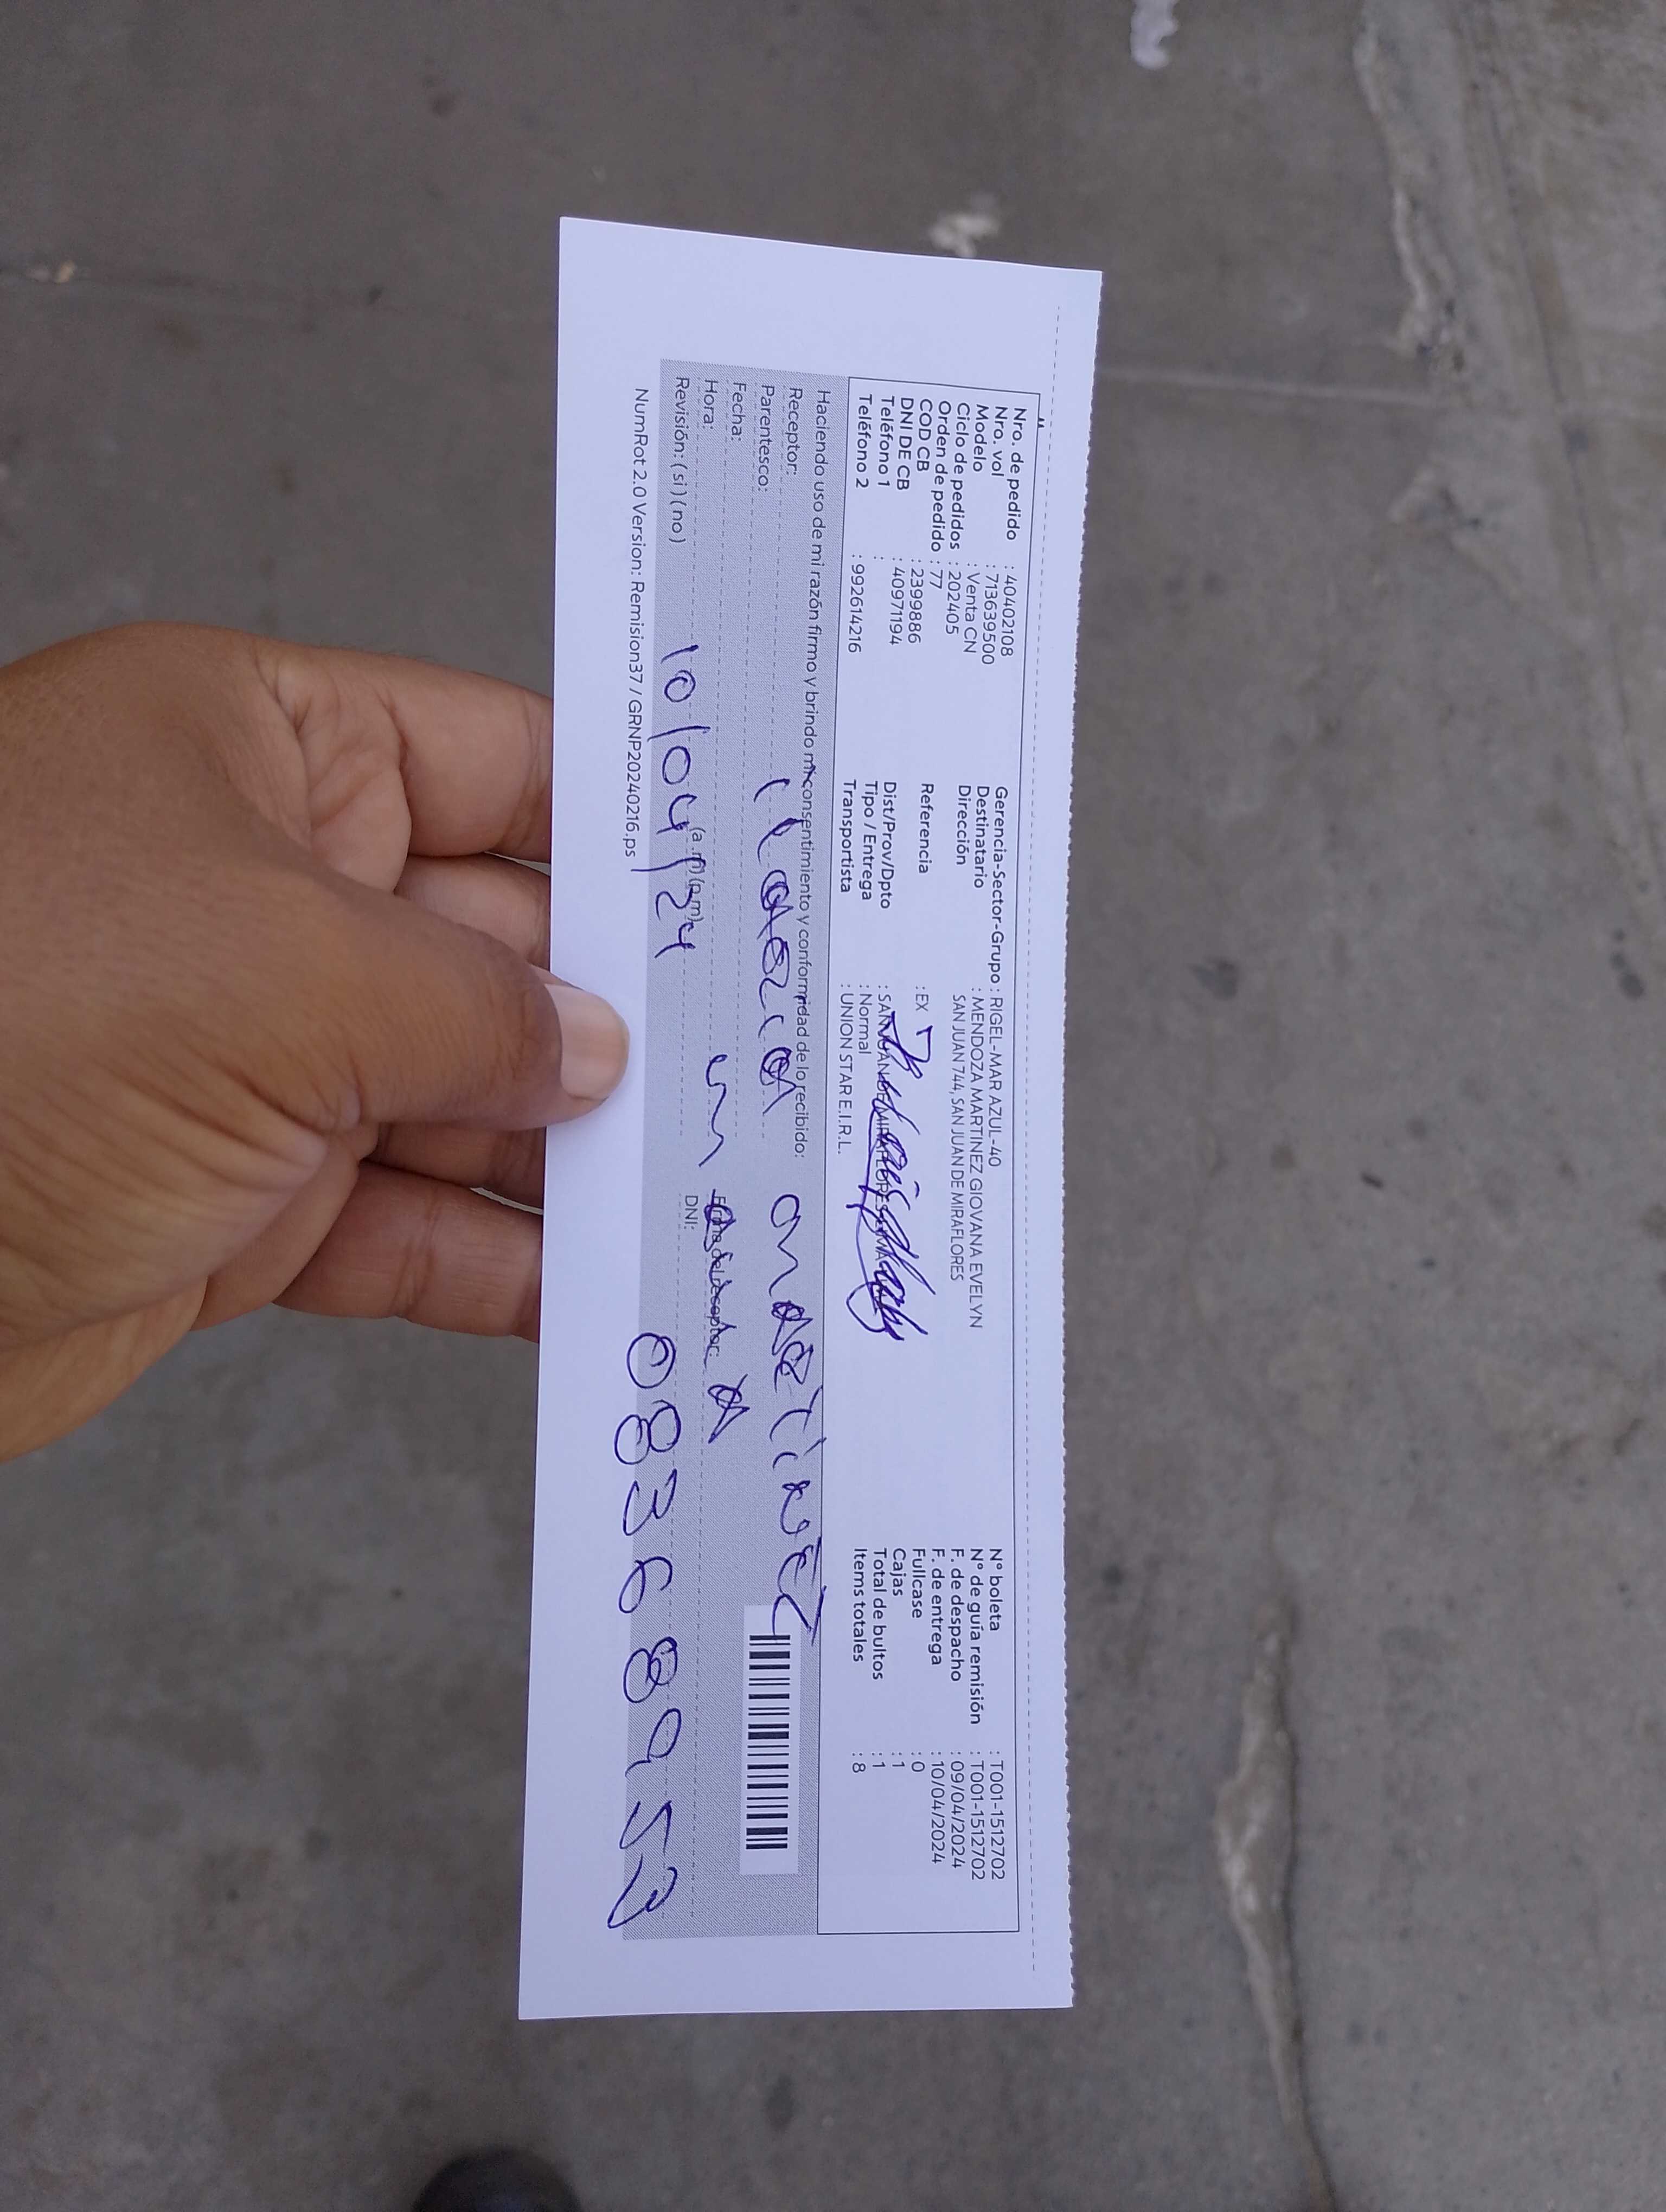 Nro. de pedido : 40402108
Nro. vol : 713639500
Modelo : Venta CN
Ciclo de pedidos : 202405
Orden de pedido : 77
COD CB : 2399886
DNI DE CB : 40971194
Teléfono 1 :
Teléfono 2 : 992614216
Gerencia-Sector-Grupo : RIGEL-MAR AZUL-40
Destinatario : MENDOZA MARTINEZ GIOVANA EVELYN
Dirección SAN JUAN 744, SAN JUAN DE MIRAFLORES
Referencia : EX
Dist/Prov/Dpto : SAN JUAN DE MIRAFLORES
Tipo / Entrega : Normal
Transportista : UNION STAR E.I.R.L.
N° boleta : T001-1512702
N° de guía remisión : T001-1512702
F. de despacho : 09/04/2024
F. de entrega : 10/04/2024
Fullcase : 0
Cajas : 1
Total de bultos : 1
Items totales : 8
Haciendo uso de mi razón firmo y brindo mi consentimiento y conformidad de lo recibido:
Receptor:
martinez
Parentesco:
Fecha:
Hora: (a.m) (p.m)
Firma del receptor:
Revisión: (si) (no)
10/04/24
DNI:
08368953
NumRot 2.0 Version: Remision37 / GRNP20240216.ps